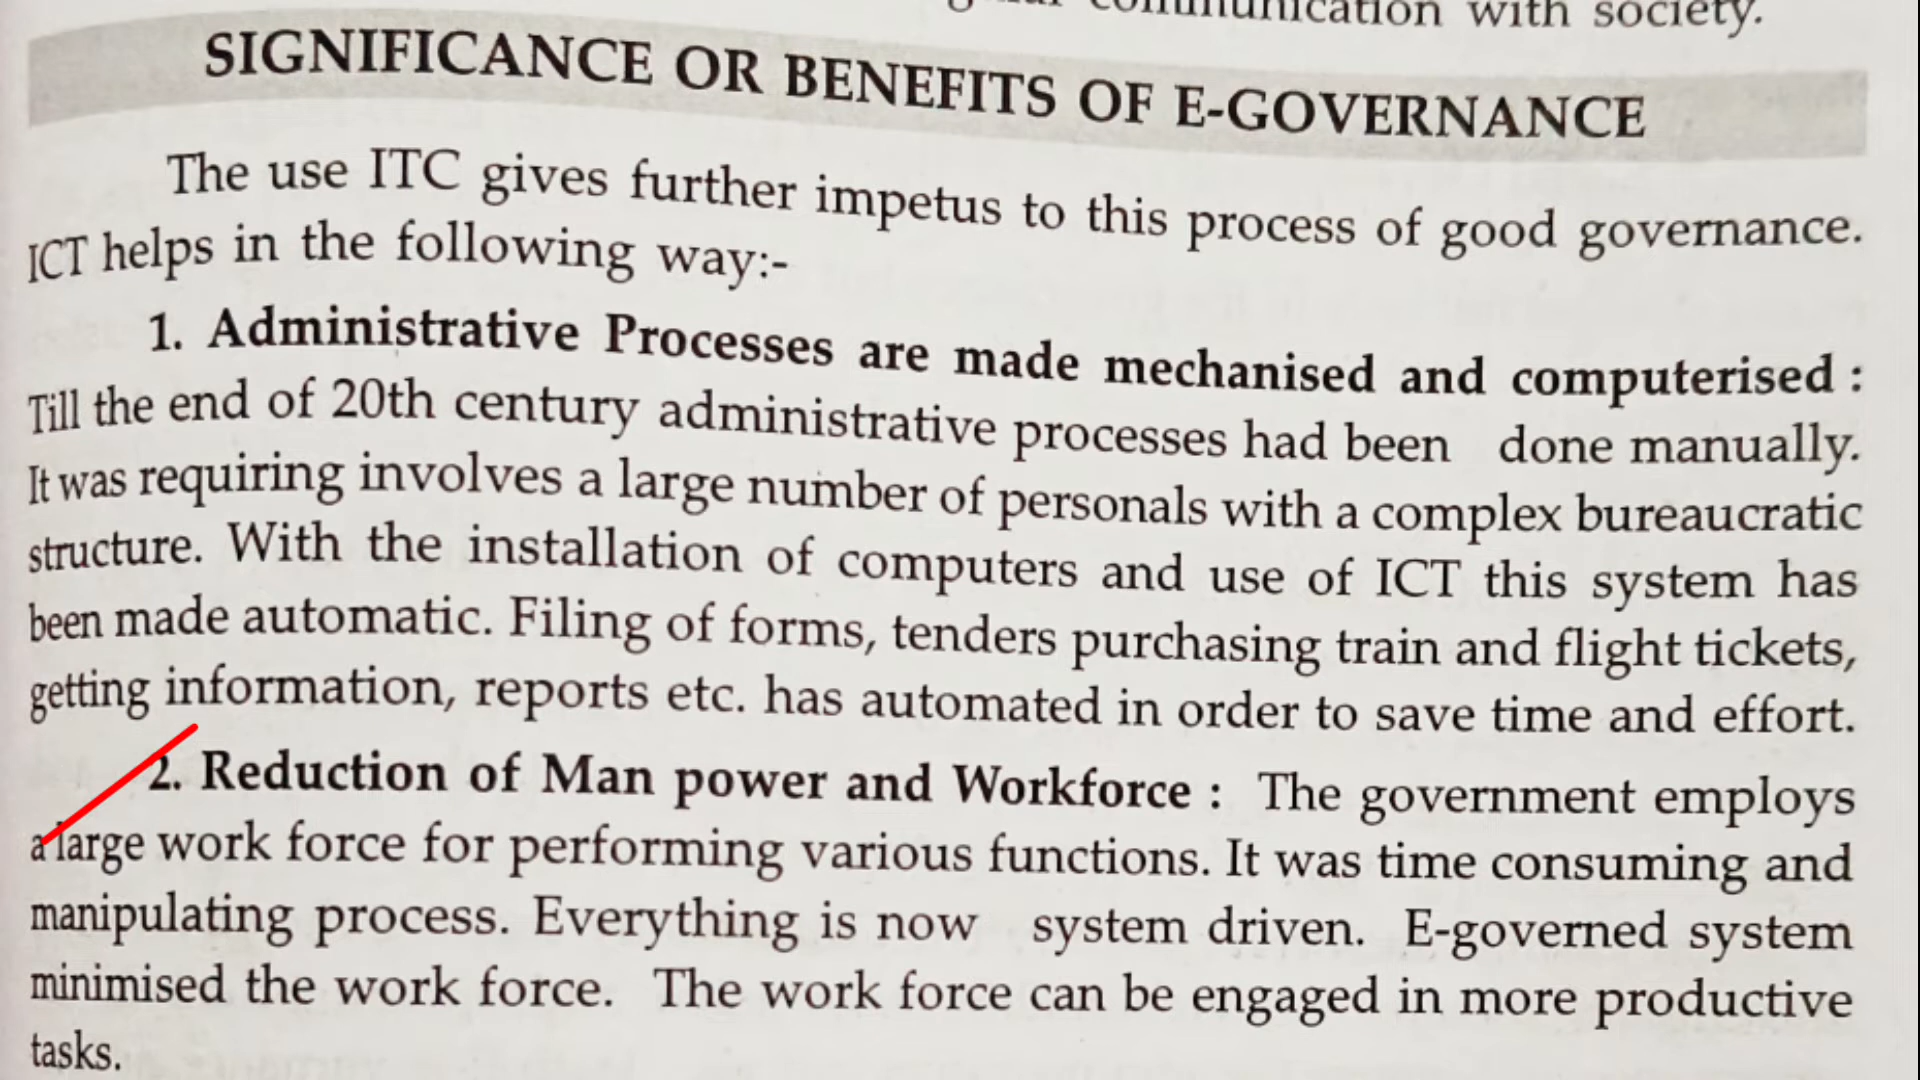 communication with society.
SIGNIFICANCE OR BENEFITS OF E-GOVERNANCE
The use ITC gives further impetus to this process of good governance.
ICT helps in the following way:-
1. Administrative Processes are made mechanised and computerised :
Till the end of 20th century administrative processes had been done manually.
It was requiring involves a large number of personals with a complex bureaucratic
structure. With the installation of computers and use of ICT this system has
been made automatic. Filing of forms, tenders purchasing train and flight tickets,
getting information, reports etc. has automated in order to save time and effort.
2. Reduction of Man power and Workforce : The government employs
a large work force for performing various functions. It was time consuming and
manipulating process. Everything is now system driven. E-governed system
minimised the work force. The work force can be engaged in more productive
tasks.